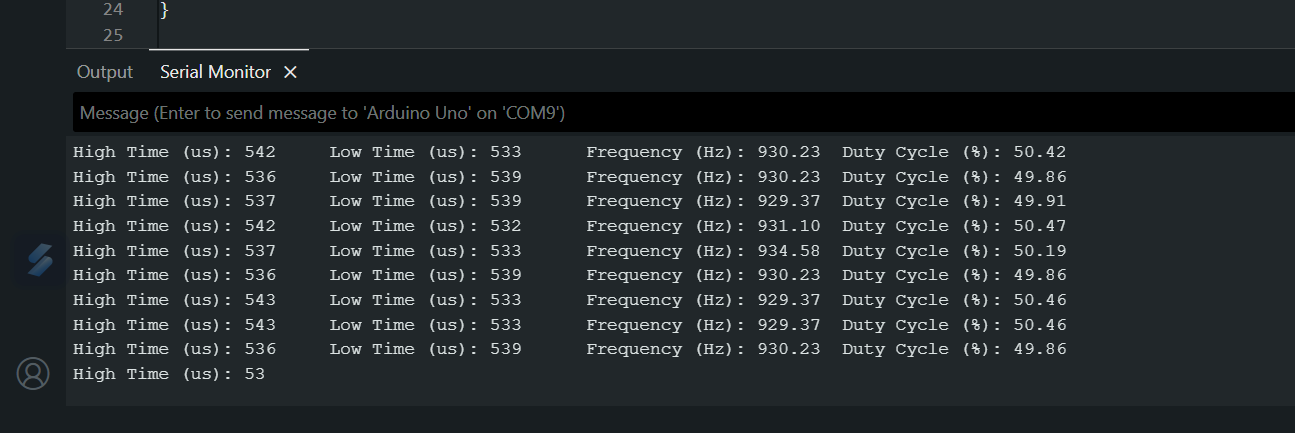 24 }
25
Output Serial Monitor ×
Message (Enter to send message to 'Arduino Uno' on 'COM9')
High Time (us): 542 Low Time (us): 533 Frequency (Hz): 930.23 Duty Cycle (%): 50.42
High Time (us): 536 Low Time (us): 539 Frequency (Hz): 930.23 Duty Cycle (%): 49.86
High Time (us): 537 Low Time (us): 539 Frequency (Hz): 929.37 Duty Cycle (%): 49.91
High Time (us): 542 Low Time (us): 532 Frequency (Hz): 931.10 Duty Cycle (%): 50.47
High Time (us): 537 Low Time (us): 533 Frequency (Hz): 934.58 Duty Cycle (%): 50.19
High Time (us): 536 Low Time (us): 539 Frequency (Hz): 930.23 Duty Cycle (%): 49.86
High Time (us): 543 Low Time (us): 533 Frequency (Hz): 929.37 Duty Cycle (%): 50.46
High Time (us): 543 Low Time (us): 533 Frequency (Hz): 929.37 Duty Cycle (%): 50.46
High Time (us): 536 Low Time (us): 539 Frequency (Hz): 930.23 Duty Cycle (%): 49.86
High Time (us): 53